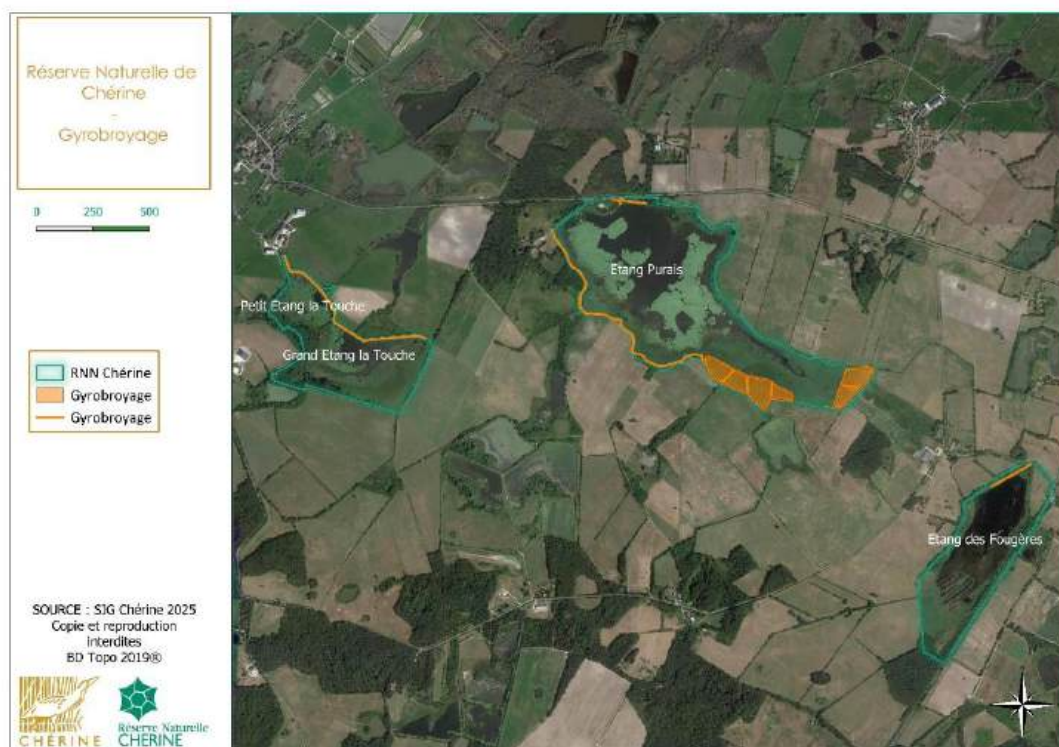 Réserve Naturelle de
Chérine
-
Gyrobroyage
0 250 500
RNN Chérine
Gyrobroyage
Gyrobroyage
SOURCE : SIG Chérine 2025
Copie et reproduction
interdites
BD Topo 2019®
CHÉRINE
Réserve Naturelle
CHERINE
Etang Purais
Petit Etang la Touche
Grand Etang la Touche
Etang des Fougères